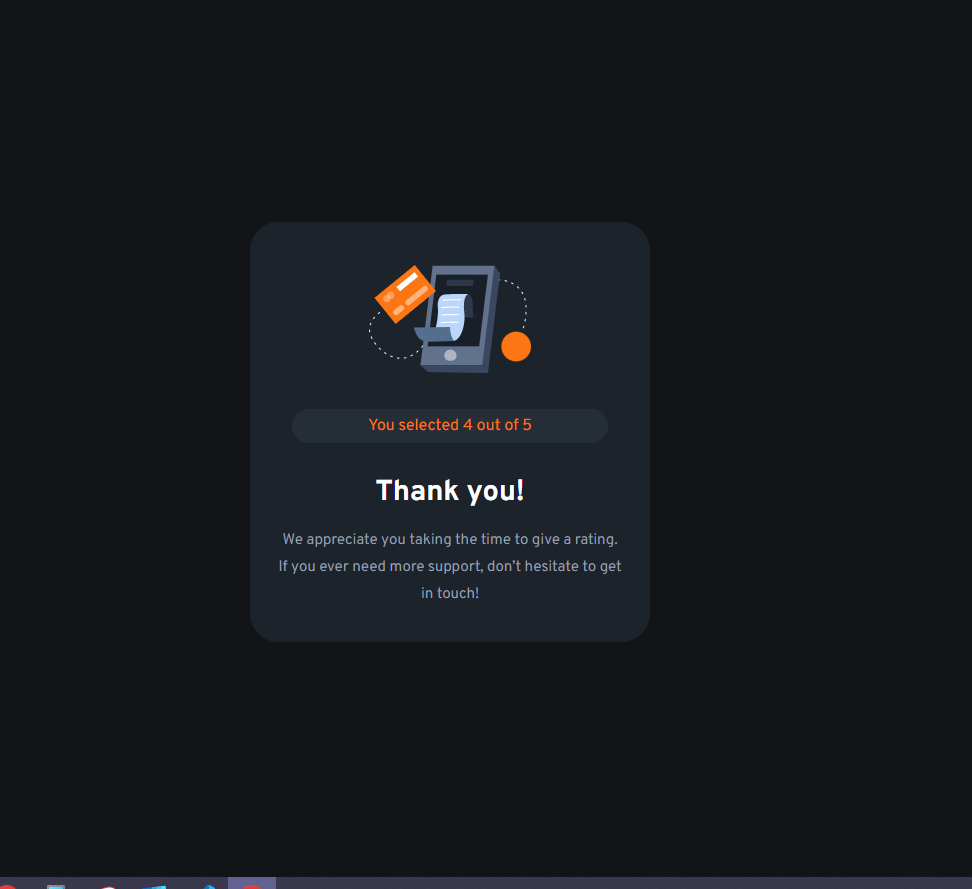 You selected 4 out of 5
Thank you!
We appreciate you taking the time to give a rating.
If you ever need more support, don't hesitate to get
in touch!